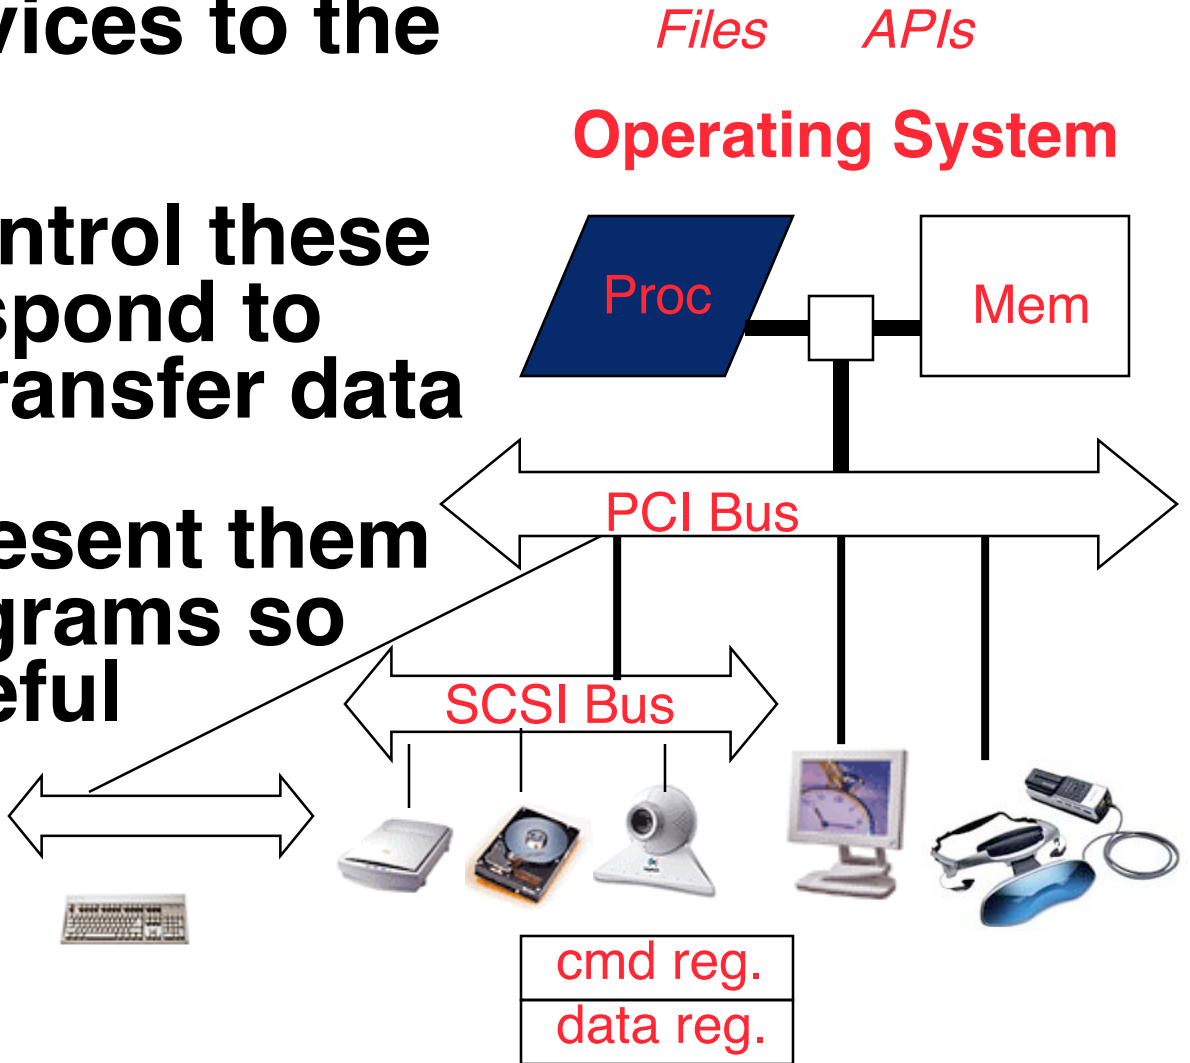 vices to the
Files APIs
Operating System
ntrol these
spond to
ransfer data
Proc
Mem
PCI Bus
esent them
grams so
eful
SCSI Bus
cmd reg.
data reg.